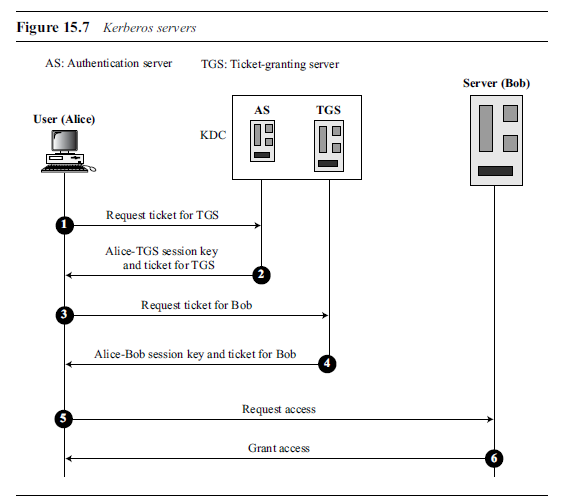 Figure 15.7 Kerberos servers
AS: Authentication server TGS: Ticket-granting server
Server (Bob)
User (Alice)
KDC
AS TGS
1
Request ticket for TGS
Alice-TGS session key
and ticket for TGS
2
3
Request ticket for Bob
Alice-Bob session key and ticket for Bob
4
5
Request access
Grant access
6